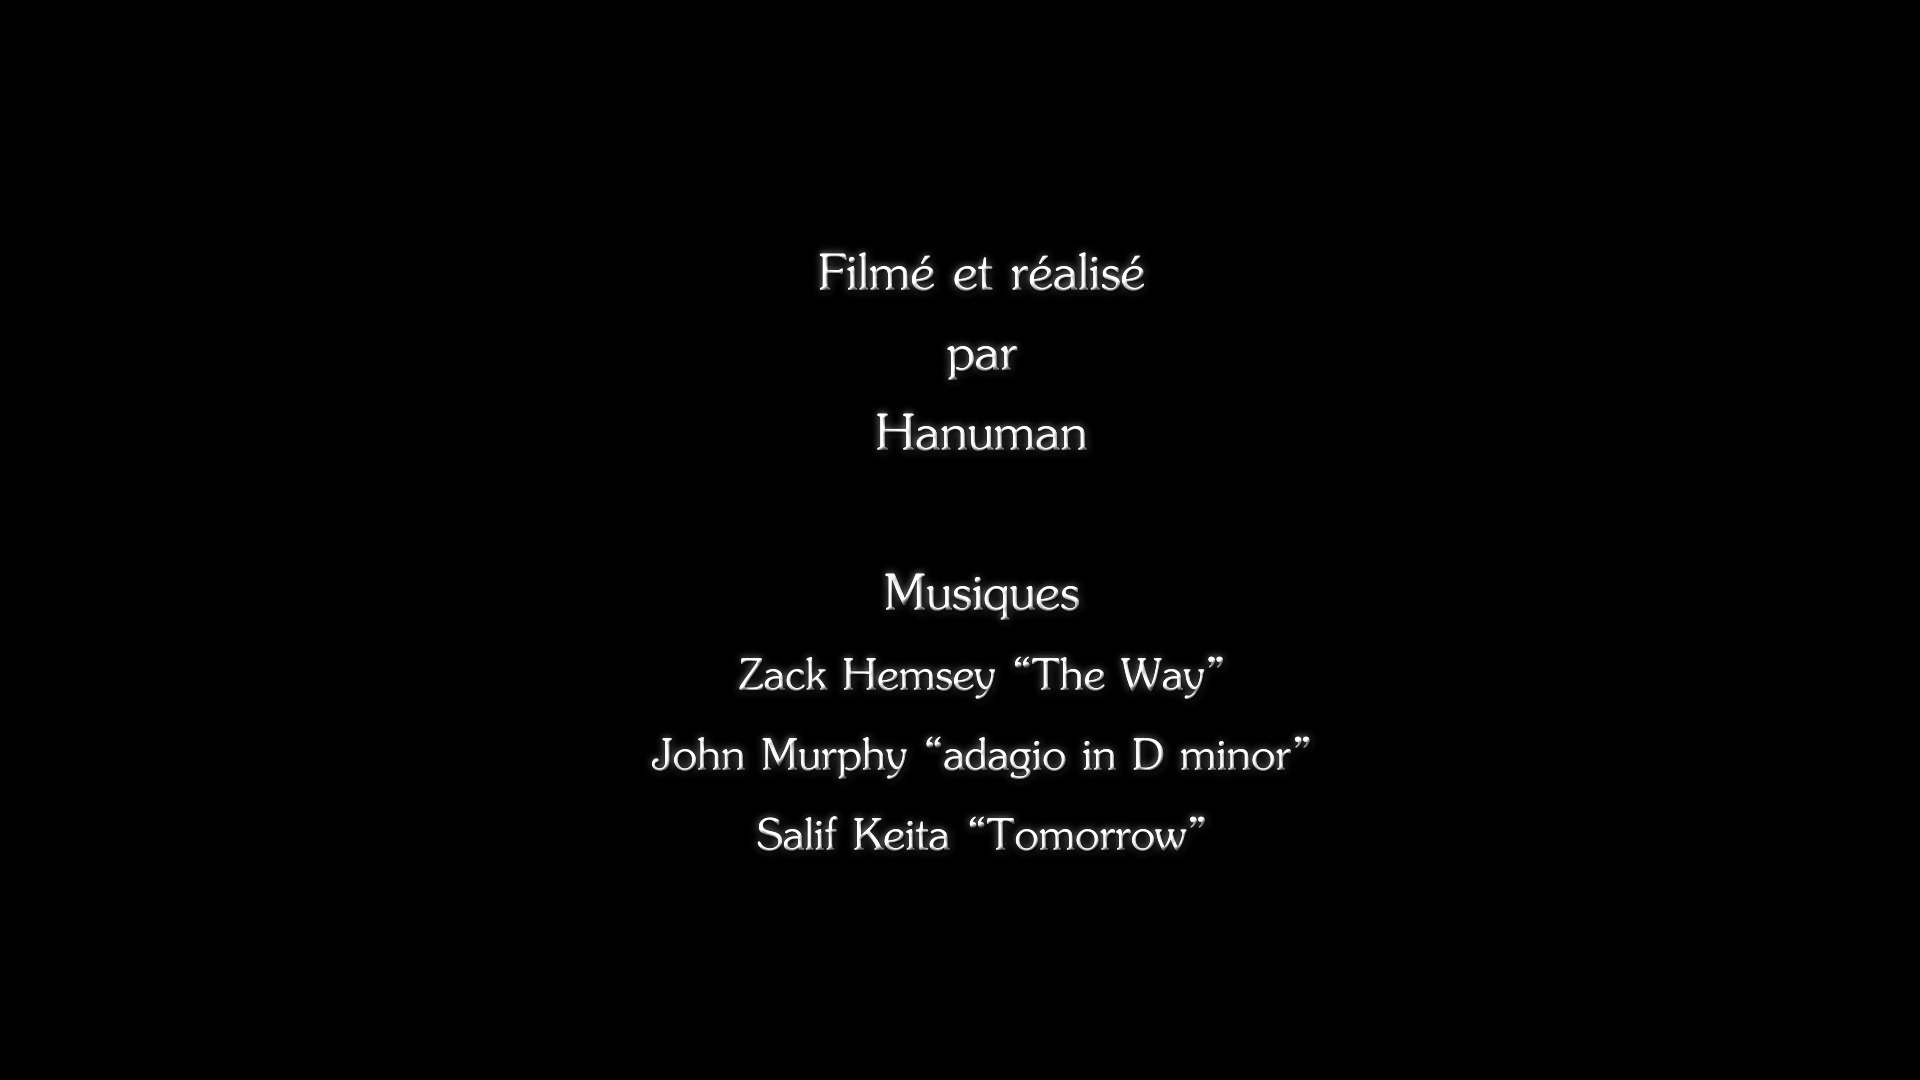 Filmé et réalisé
par
Hanuman
Musiques
Zack Hemsey “The Way”
John Murphy “adagio in D minor”
Salif Keita “Tomorrow”